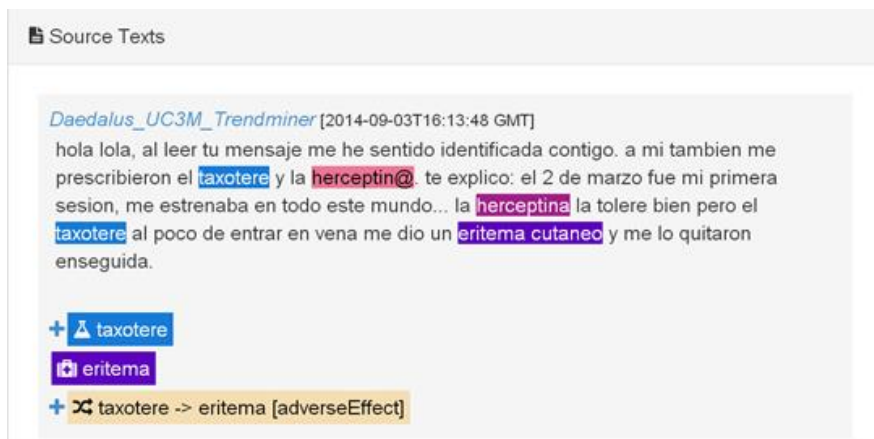 Source Texts
Daedalus_UC3M_Trendminer [2014-09-03T16:13:48 GMT]
hola lola, al leer tu mensaje me he sentido identificada contigo. a mi tambien me
prescribieron el taxotere y la herceptin@. te explico: el 2 de marzo fue mi primera
sesion, me estrenaba en todo este mundo... la herceptina la tolere bien pero el
taxotere al poco de entrar en vena me dio un eritema cutaneo y me lo quitaron
enseguida.
+ taxotere
eritema
+ taxotere -> eritema [adverseEffect]